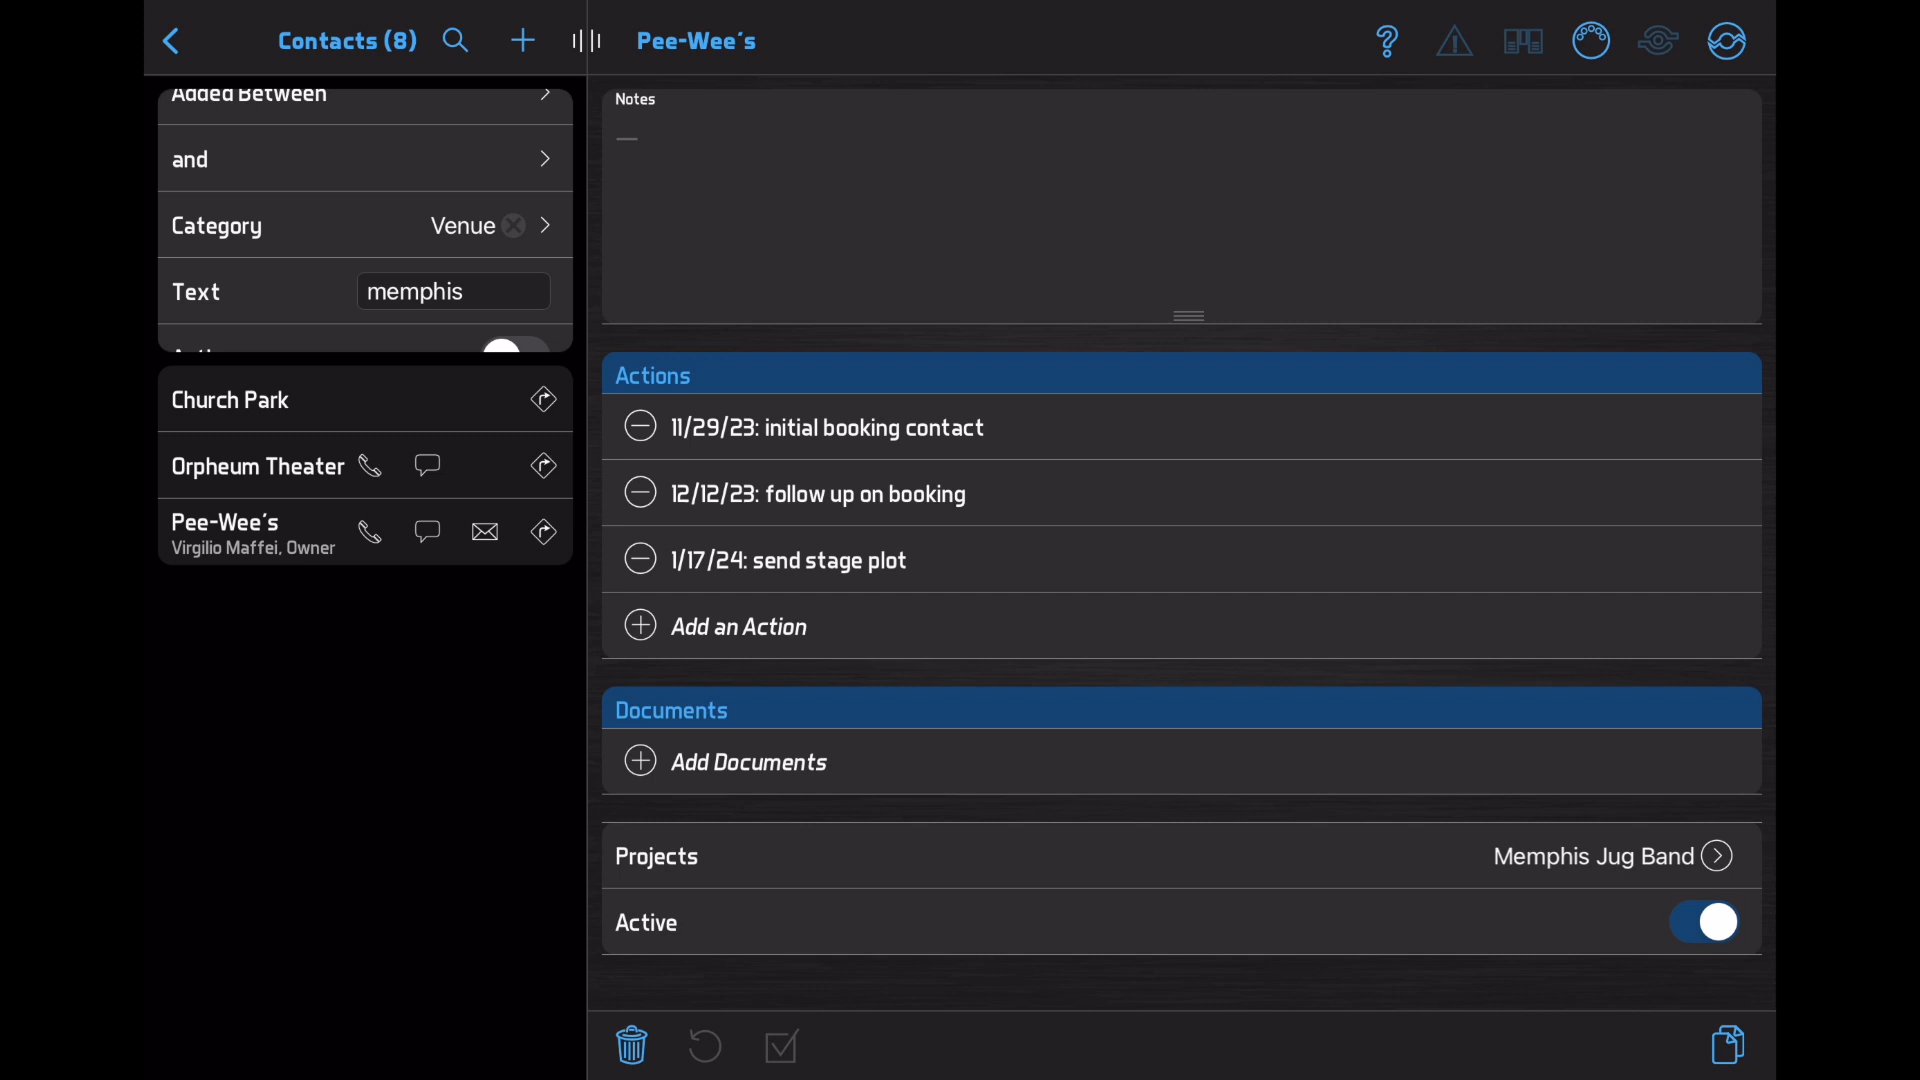 Contacts (8)
Pee-Wee's
Added Between
and
Category
Venue
Text
memphis
Church Park
Orpheum Theater
Pee-Wee's
Virgilio Maffei, Owner
Notes
—
Actions
11/29/23: initial booking contact
12/12/23: follow up on booking
1/17/24: send stage plot
Add an Action
Documents
Add Documents
Projects
Memphis Jug Band
Active